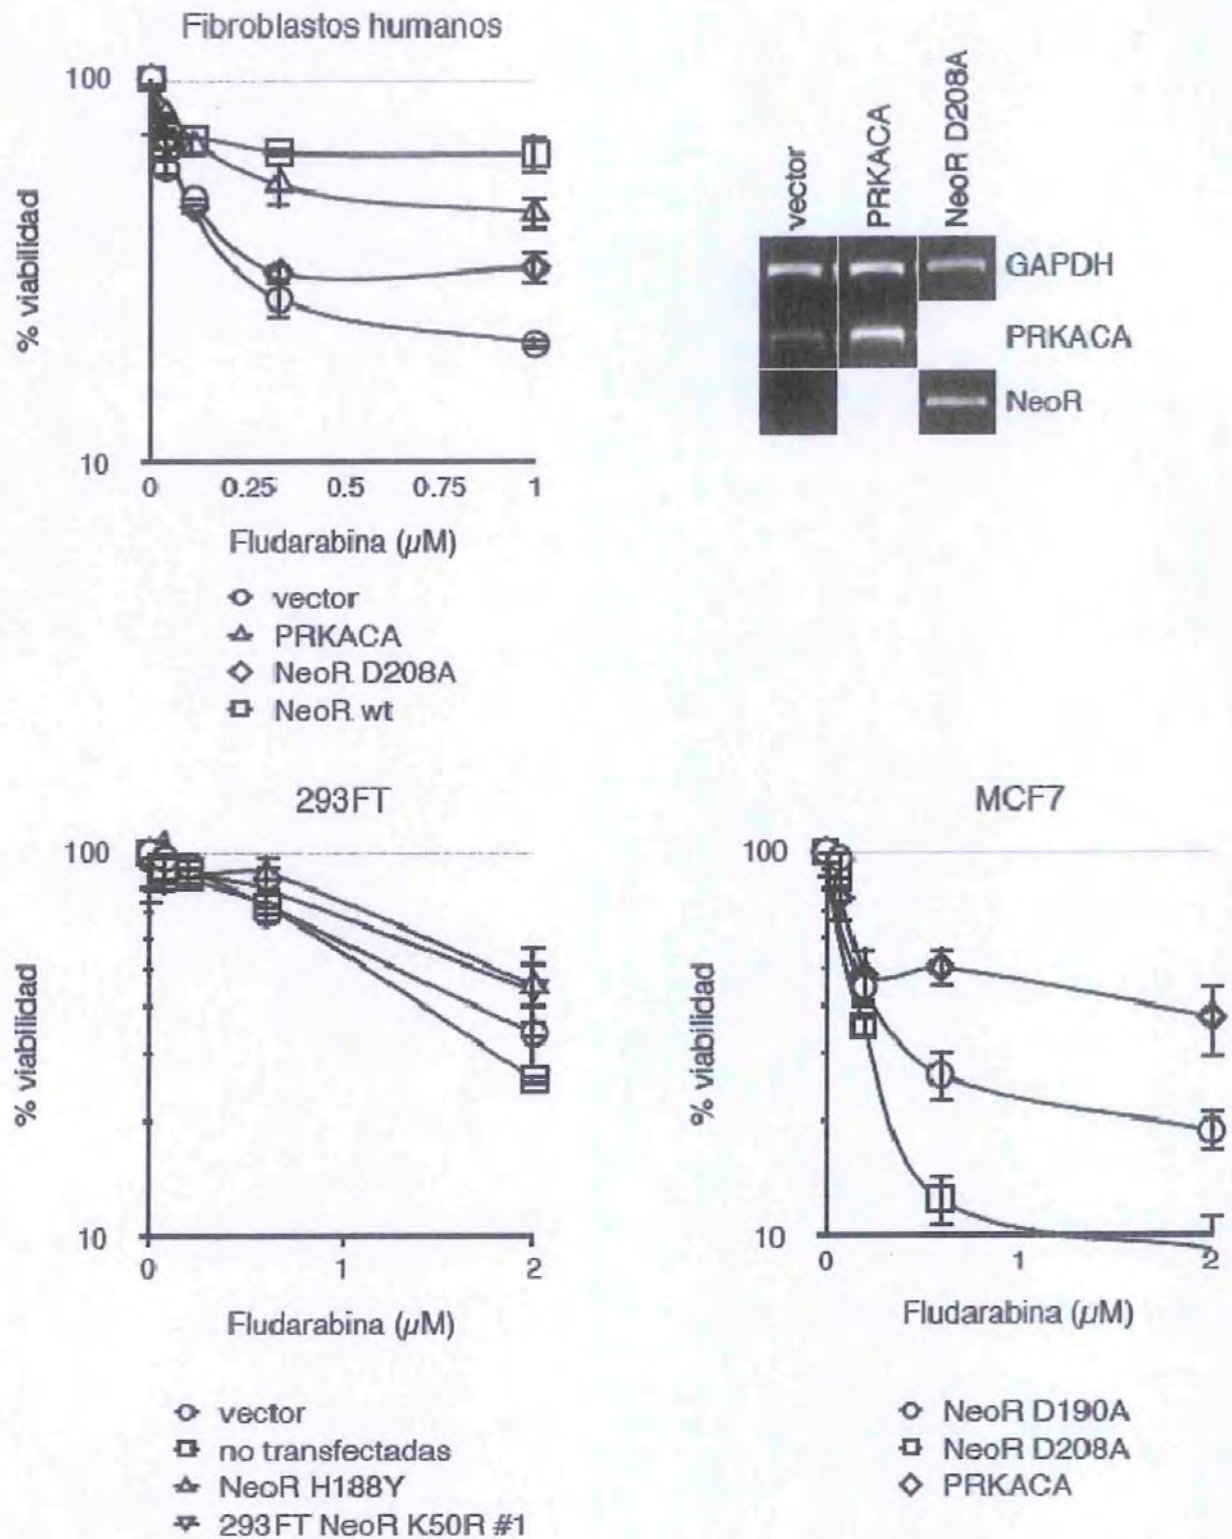 Fibroblastos humanos
100
10
% viabilidad
0 0.25 0.5 0.75 1
Fludarabina (µM)
vector
PRKACA
NeoR D208A
NeoR wt
vector
PRKACA
NeoR D208A
GAPDH
PRKACA
NeoR
293FT
100
10
% viabilidad
0 1 2
Fludarabina (µM)
vector
no transfectadas
NeoR H188Y
293FT NeoR K50R #1
MCF7
100
10
% viabilidad
0 1 2
Fludarabina (µM)
NeoR D190A
NeoR D208A
PRKACA